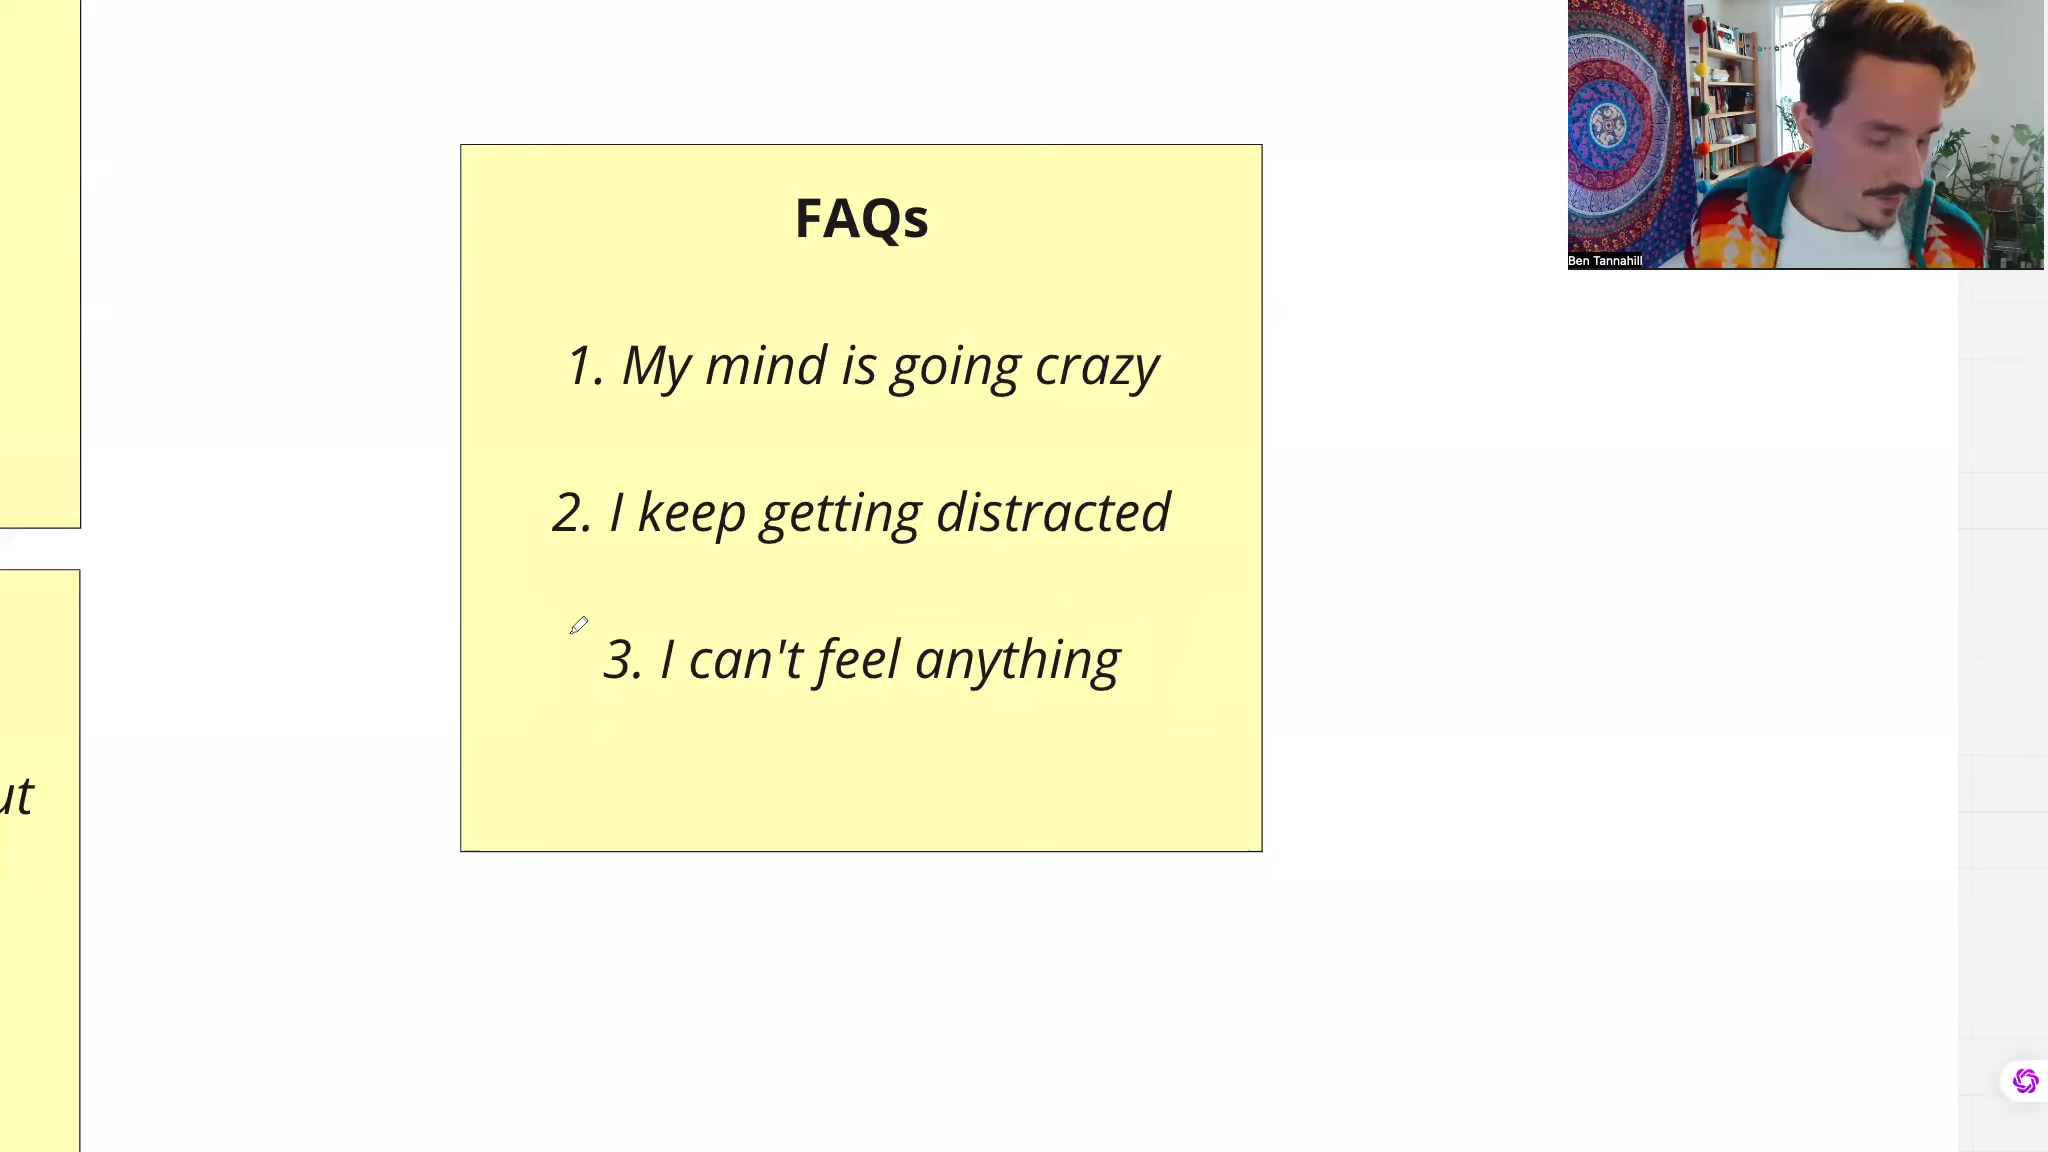 FAQs
1. My mind is going crazy
2. I keep getting distracted
3. I can't feel anything
ut
Ben Tannahill